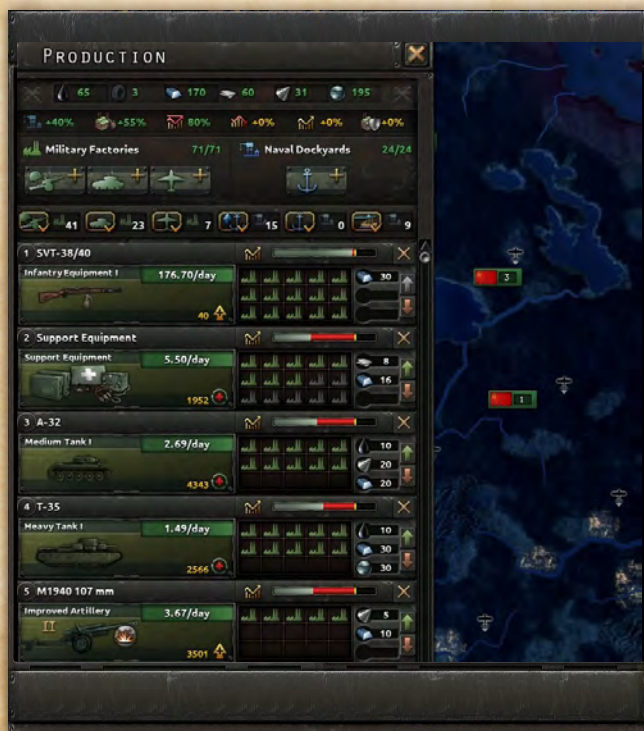 PRODUCTION
65 3 170 60 31 195
+40% +55% 80% +0% +0% +0%
Military Factories 71/71 Naval Dockyards 24/24
41 23 7 15 0 9
1 SVT-38/40
Infantry Equipment I 176.70/day 30
40
2 Support Equipment
Support Equipment 5.50/day 8
16
1952
3 A-32
Medium Tank I 2.69/day 10
20
4343 20
4 T-35
Heavy Tank I 1.49/day 10
30
2566 30
5 M1940 107 mm
Improved Artillery 3.67/day 5
II 10
3501
3
1